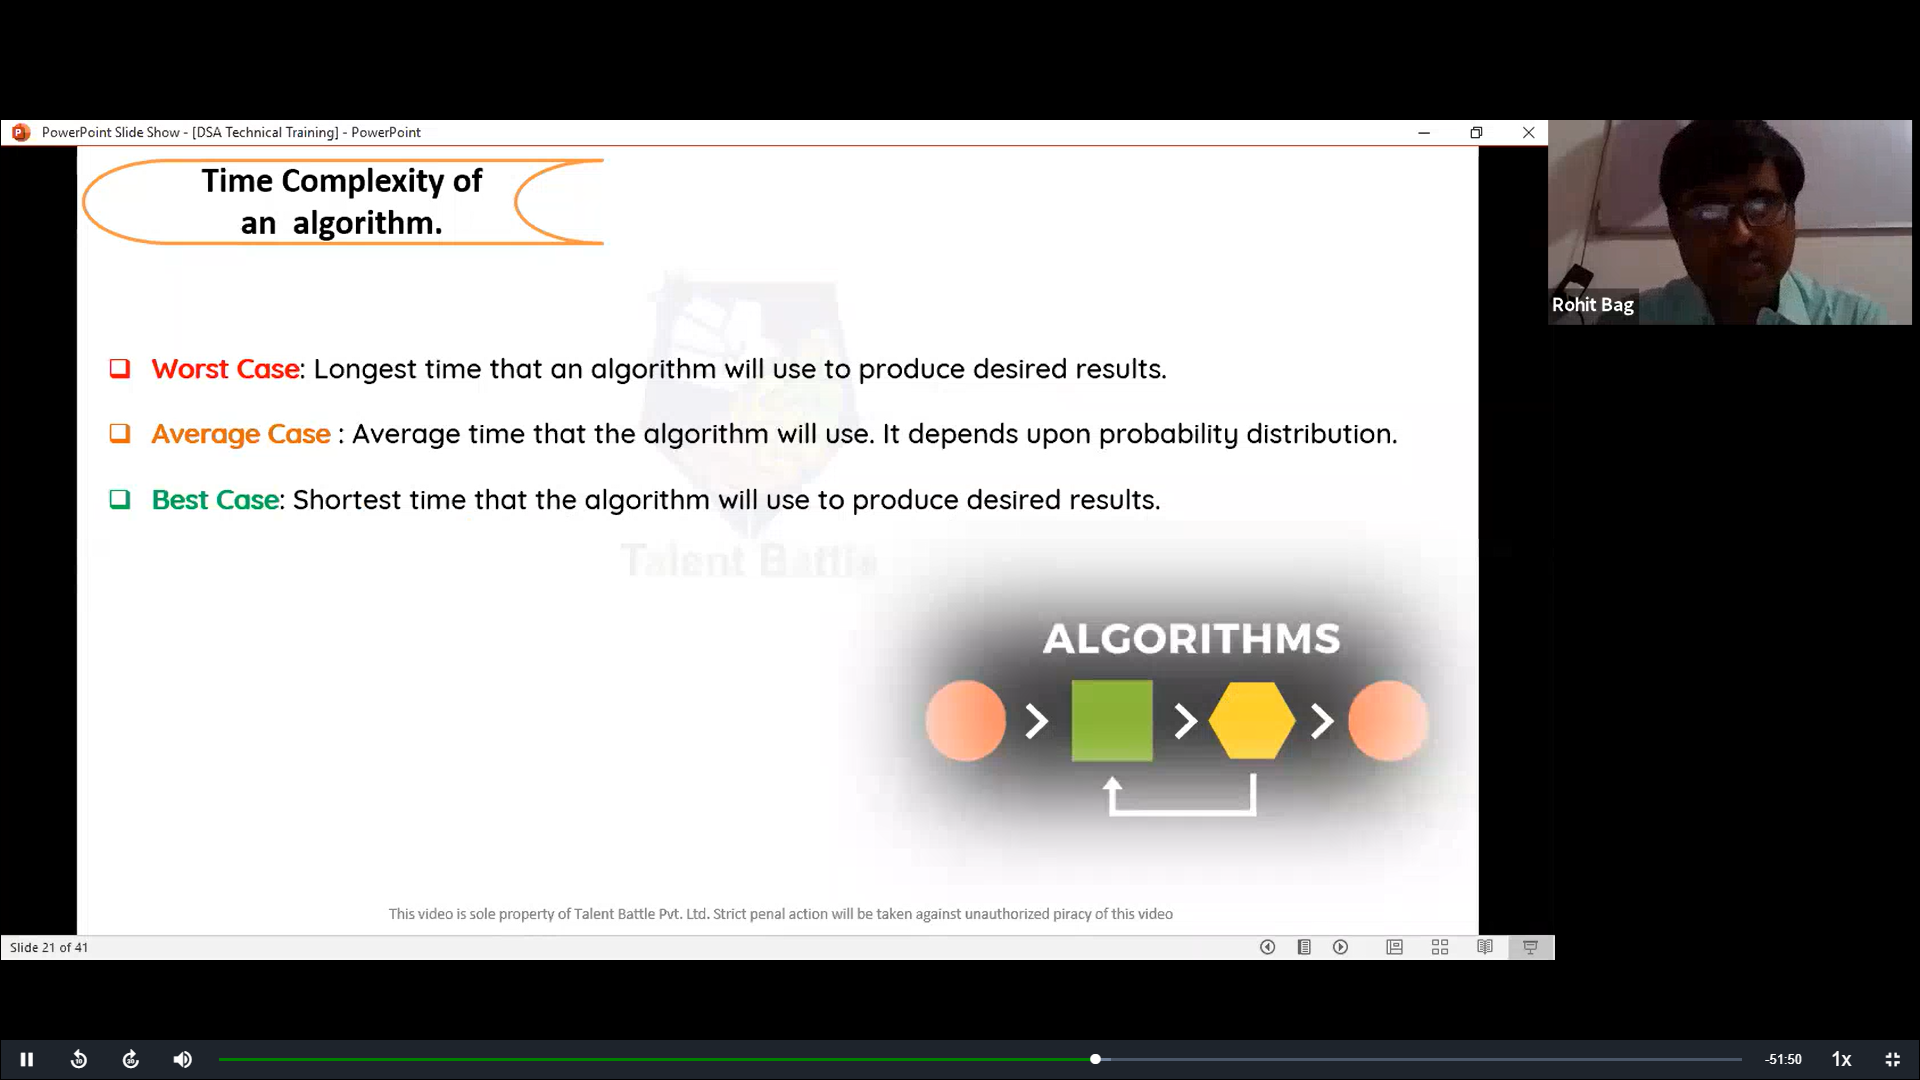 PowerPoint Slide Show - [DSA Technical Training] - PowerPoint
Time Complexity of
an algorithm.
Rohit Bag
Worst Case: Longest time that an algorithm will use to produce desired results.
Average Case : Average time that the algorithm will use. It depends upon probability distribution.
Best Case: Shortest time that the algorithm will use to produce desired results.
Talent Battle
ALGORITHMS
This video is sole property of Talent Battle Pvt. Ltd. Strict penal action will be taken against unauthorized piracy of this video
Slide 21 of 41
-51:50
1x